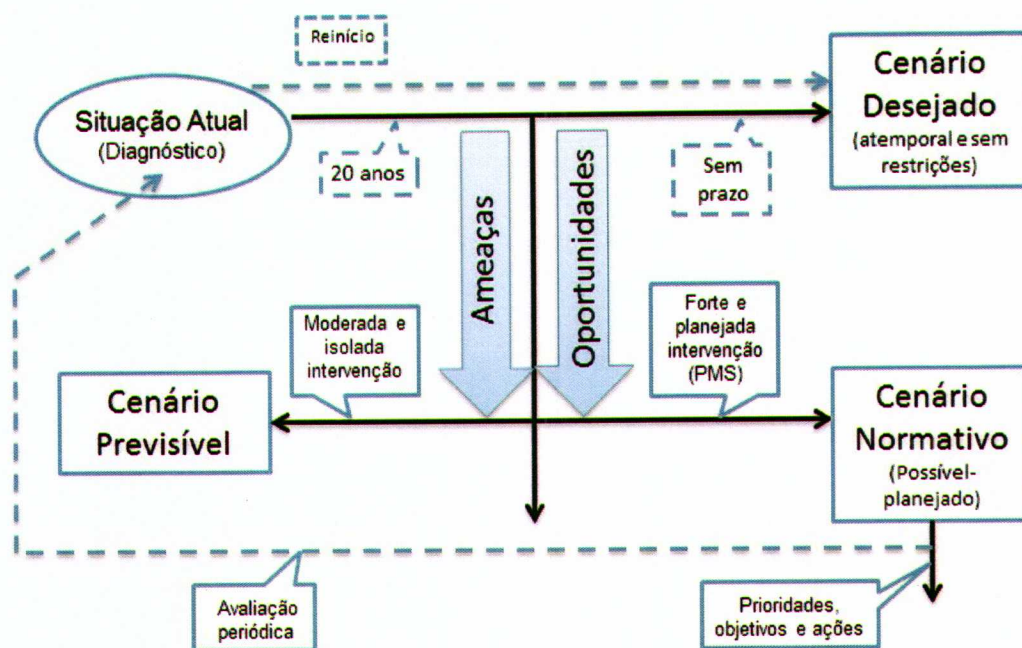 Reinício
Cenário
Desejado
(atemporal e sem
restrições)
Situação Atual
(Diagnóstico)
20 anos
Sem
prazo
Ameaças
Oportunidades
Moderada e
isolada
intervenção
Forte e
planejada
intervenção
(PMS)
Cenário
Previsível
Cenário
Normativo
(Possível-
planejado)
Avaliação
periódica
Prioridades,
objetivos e ações